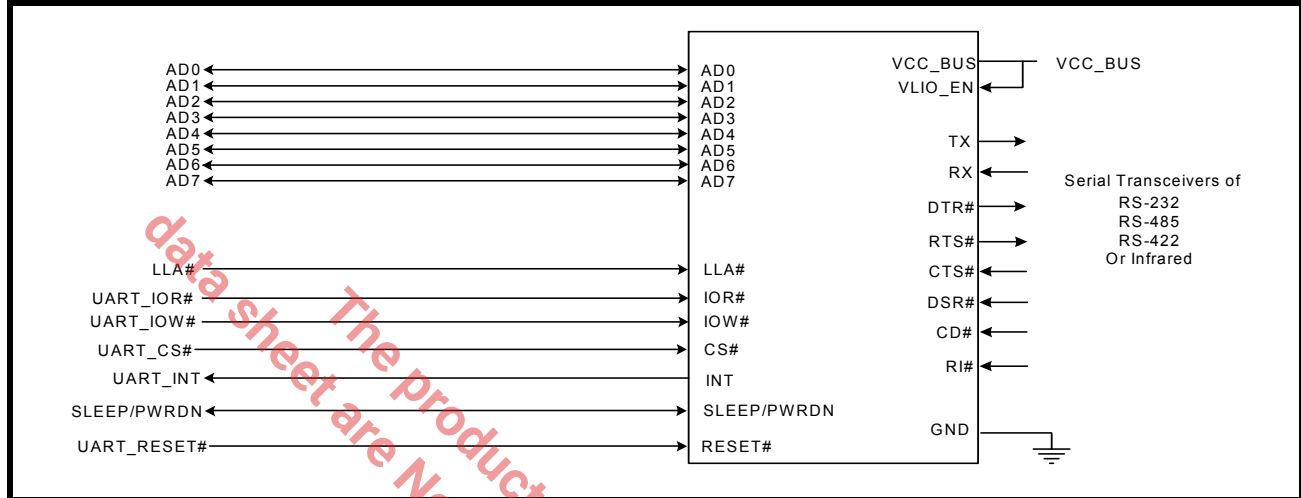 AD0
AD1
AD2
AD3
AD4
AD5
AD6
AD7
LLA#
UART_IOR#
UART_IOW#
UART_CS#
UART_INT
SLEEP/PWRDN
UART_RESET#
AD0
AD1
AD2
AD3
AD4
AD5
AD6
AD7
LLA#
IOR#
IOW#
CS#
INT
SLEEP/PWRDN
RESET#
VCC_BUS
VLIO_EN
TX
RX
DTR#
RTS#
CTS#
DSR#
CD#
RI#
GND
VCC_BUS
Serial Transceivers of
RS-232
RS-485
RS-422
Or Infrared
The product
data sheet are